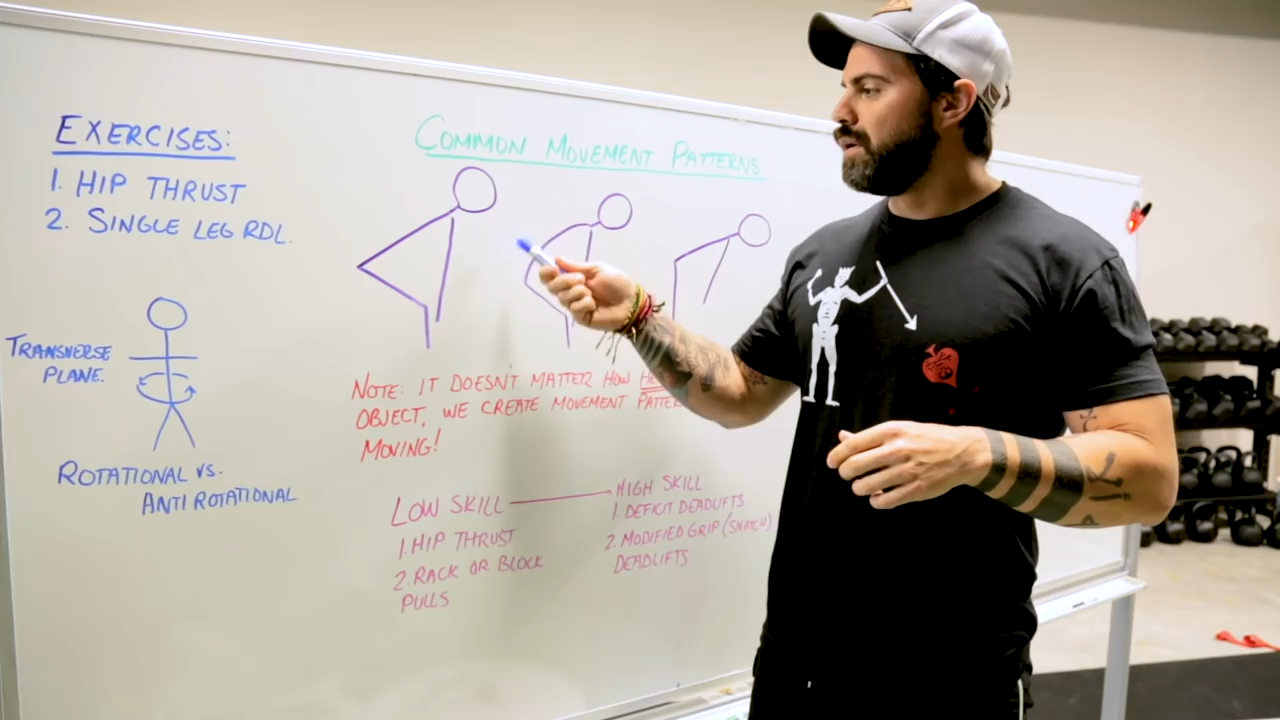 EXERCISES:
1. HIP THRUST
2. SINGLE LEG RDL.
TRANSVERSE
PLANE.
ROTATIONAL VS.
ANTI ROTATIONAL
COMMON MOVEMENT PATTERNS
NOTE: IT DOESN'T MATTER HOW
OBJECT, WE CREATE MOVEMENT
MOVING!
LOW SKILL
1. HIP THRUST
2. RACK OR BLOCK
PULLS
HIGH SKILL
1 DEFICIT DEADLIFTS
2. MODIFIED GRIP (SNATCH)
DEADLIFTS